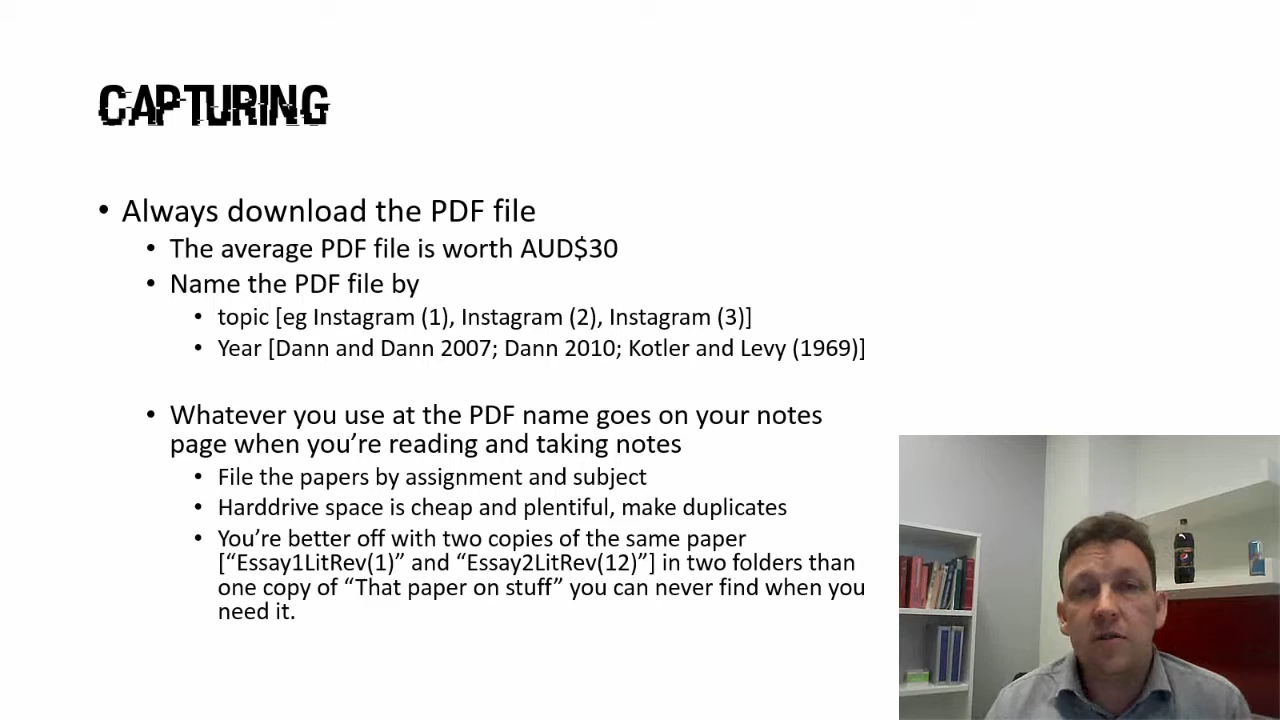 CAPTURING
• Always download the PDF file
• The average PDF file is worth AUD$30
• Name the PDF file by
• topic [eg Instagram (1), Instagram (2), Instagram (3)]
• Year [Dann and Dann 2007; Dann 2010; Kotler and Levy (1969)]
• Whatever you use at the PDF name goes on your notes
page when you’re reading and taking notes
• File the papers by assignment and subject
• Harddrive space is cheap and plentiful, make duplicates
• You’re better off with two copies of the same paper
[“Essay1LitRev(1)” and “Essay2LitRev(12)”] in two folders than
one copy of “That paper on stuff” you can never find when you
need it.